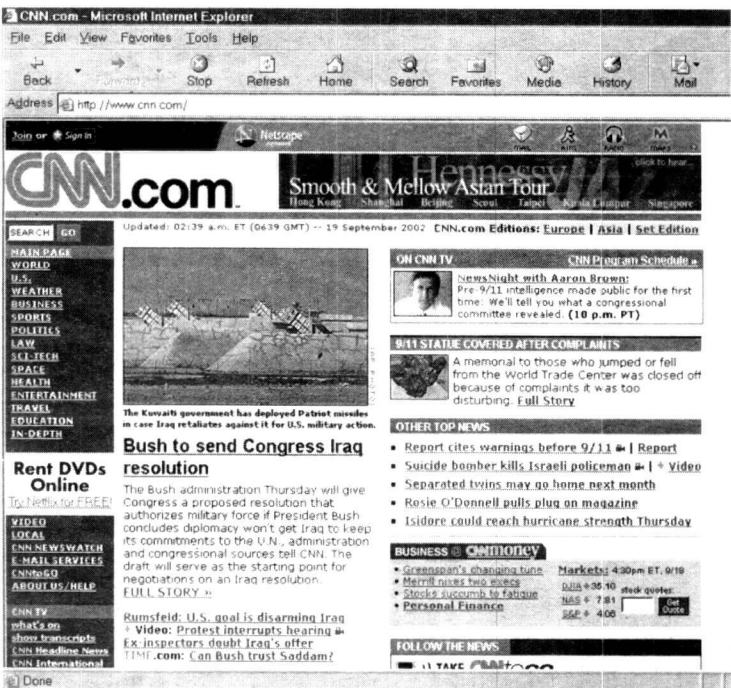 CNN.com - Microsoft Internet Explorer
File Edit View Favorites Tools Help
Back Forward Stop Refresh Home Search Favorites Media History Mail
Address http://www.cnn.com/
Join or Sign In
Netscape
MAIL AIM RADIO MAPS
CNN.com
click to hear...
Hennessy
Smooth & Mellow Asian Tour
Hong Kong Shanghai Beijing Seoul Taipei Kuala Lumpur Singapore
SEARCH GO
Updated: 02:39 a.m. ET (0639 GMT) -- 19 September 2002
CNN.com Editions: Europe | Asia | Set Edition
MAIN PAGE
WORLD
U.S.
WEATHER
BUSINESS
SPORTS
POLITICS
LAW
SCI-TECH
SPACE
HEALTH
ENTERTAINMENT
TRAVEL
EDUCATION
IN-DEPTH
Rent DVDs
Online
Try Netflix for FREE!
VIDEO
LOCAL
CNN NEWSWATCH
E-MAIL SERVICES
CNNtoGO
ABOUT US/HELP
CNN TV
what's on
show transcripts
CNN Headline News
CNN International
The Kuwaiti government has deployed Patriot missiles
in case Iraq retaliates against it for U.S. military action.
Bush to send Congress Iraq
resolution
The Bush administration Thursday will give
Congress a proposed resolution that
authorizes military force if President Bush
concludes diplomacy won't get Iraq to keep
its commitments to the U.N., administration
and congressional sources tell CNN. The
draft will serve as the starting point for
negotiations on an Iraq resolution.
FULL STORY »
Rumsfeld: U.S. goal is disarming Iraq
+ Video: Protest interrupts hearing
Ex-inspectors doubt Iraq's offer
TIME.com: Can Bush trust Saddam?
ON CNN TV CNN Program Schedule »
NewsNight with Aaron Brown:
Pre-9/11 intelligence made public for the first
time: We'll tell you what a congressional
committee revealed. (10 p.m. PT)
9/11 STATUE COVERED AFTER COMPLAINTS
A memorial to those who jumped or fell
from the World Trade Center was closed off
because of complaints it was too
disturbing. Full Story
OTHER TOP NEWS
• Report cites warnings before 9/11 | Report
• Suicide bomber kills Israeli policeman | + Video
• Separated twins may go home next month
• Rosie O'Donnell pulls plug on magazine
• Isidore could reach hurricane strength Thursday
BUSINESS @ CNNmoney
• Greenspan's changing tune
• Merrill nixes two execs
• Stocks succumb to fatigue
• Personal Finance
Markets: 4:30pm ET, 9/18
DJIA 35.10
NAS 7.81
S&P 4.06
stock quotes:
Get
Quote
FOLLOW THE NEWS
TAKE CNNtoGO
Done